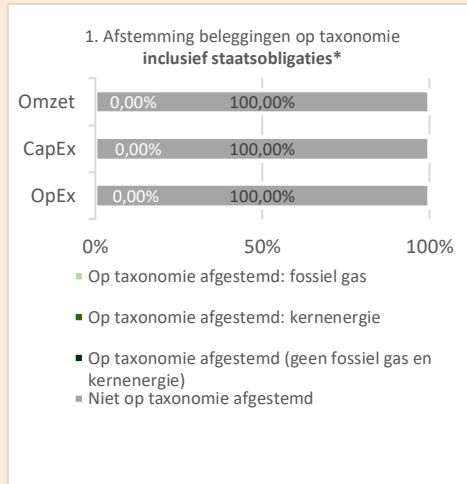 1. Afstemming beleggingen op taxonomie
inclusief staatsobligaties*
Omzet 0,00% 100,00%
CapEx 0,00% 100,00%
OpEx 0,00% 100,00%
0% 50% 100%
Op taxonomie afgestemd: fossiel gas
Op taxonomie afgestemd: kernenergie
Op taxonomie afgestemd (geen fossiel gas en
kernenergie)
Niet op taxonomie afgestemd